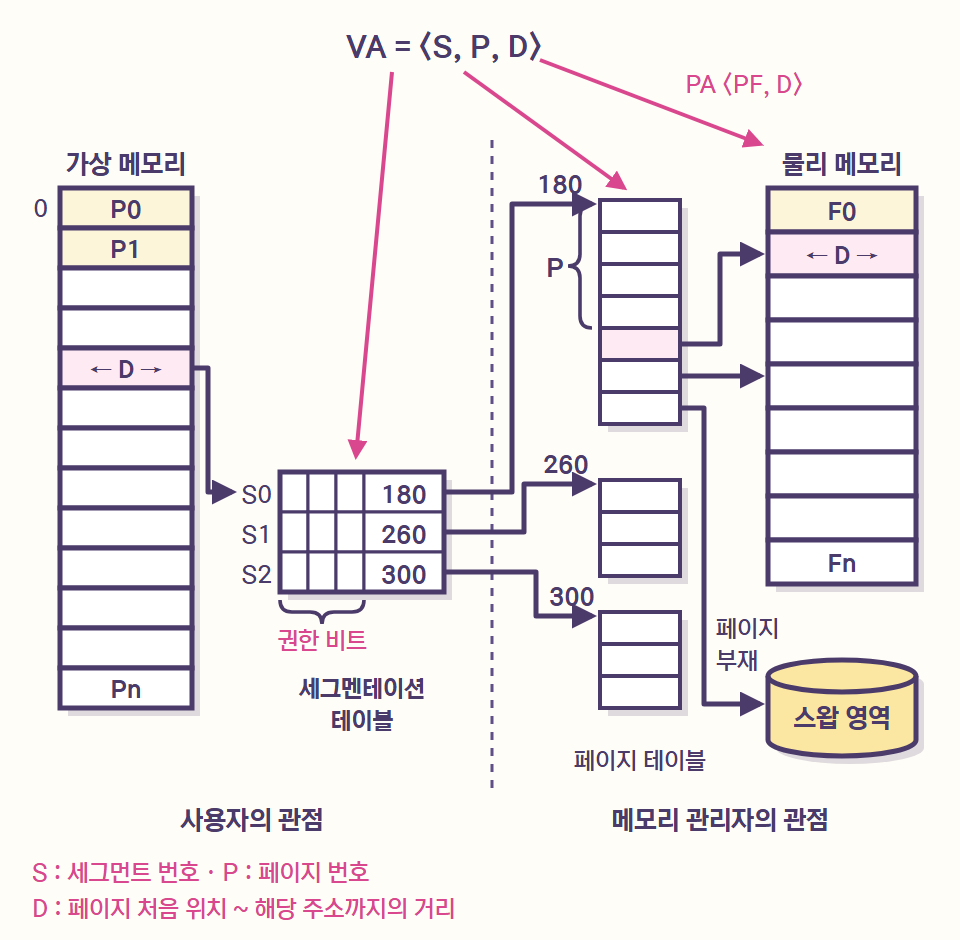 VA = 〈S, P, D〉
PA 〈PF, D〉
가상 메모리
물리 메모리
0
P0
P1
← D →
Pn
S0
S1
S2
180
260
300
권한 비트
세그멘테이션
테이블
180
P
260
300
페이지 테이블
F0
← D →
Fn
페이지
부재
스왑 영역
사용자의 관점
메모리 관리자의 관점
S : 세그먼트 번호 · P : 페이지 번호
D : 페이지 처음 위치 ~ 해당 주소까지의 거리